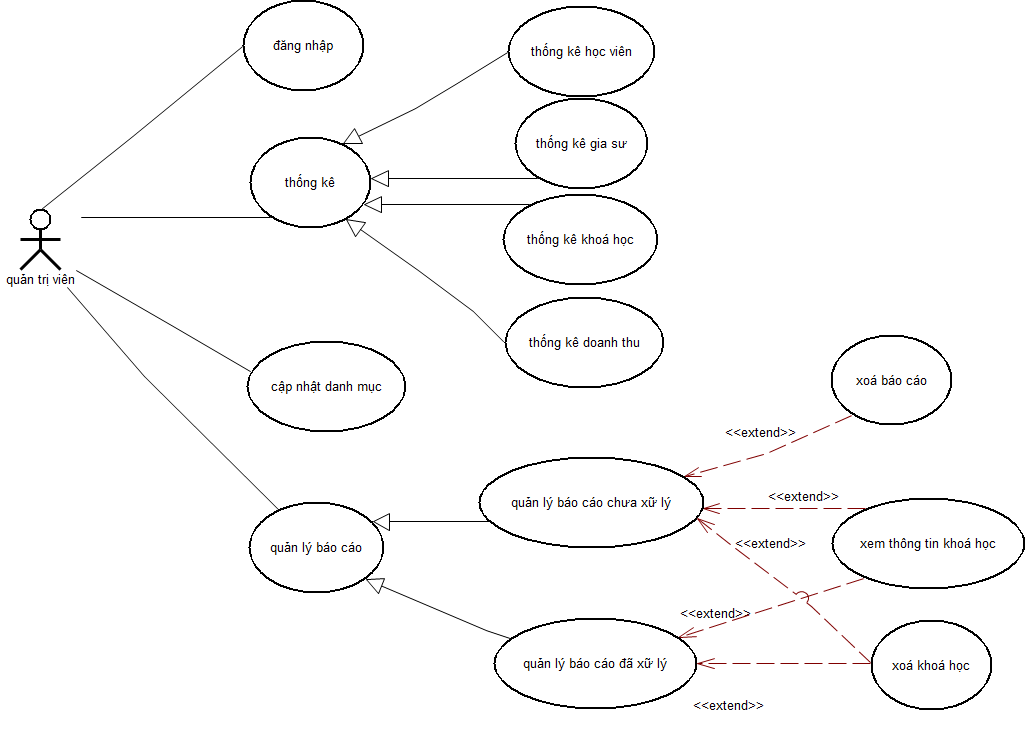 đăng nhập
thống kê học viên
thống kê gia sư
thống kê
thống kê khoá học
quản trị viên
thống kê doanh thu
cập nhật danh mục
xoá báo cáo
<<extend>>
quản lý báo cáo chưa xữ lý
<<extend>>
quản lý báo cáo
<<extend>>
xem thông tin khoá học
<<extend>>
quản lý báo cáo đã xữ lý
xoá khoá học
<<extend>>